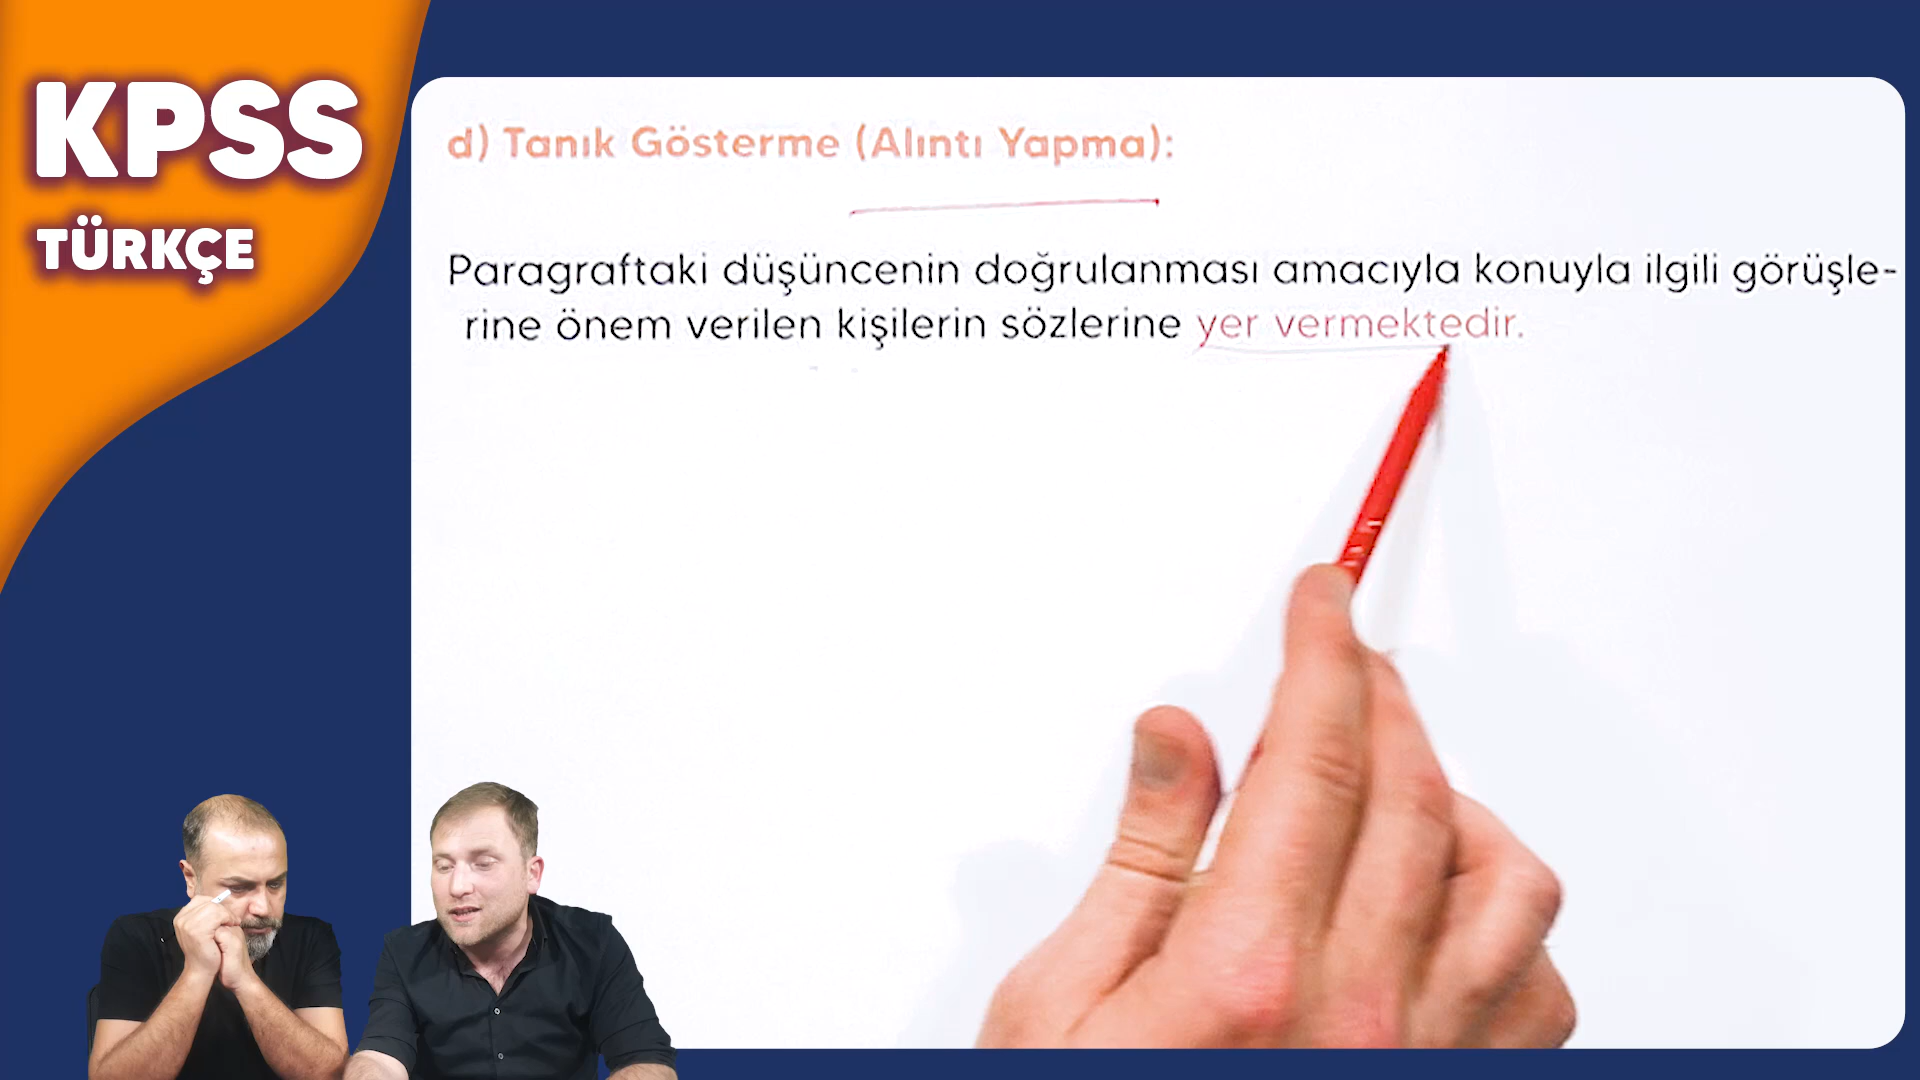 KPSS
TÜRKÇE
d) Tanık Gösterme (Alıntı Yapma):
Paragraftaki düşüncenin doğrulanması amacıyla konuyla ilgili görüşle-
rine önem verilen kişilerin sözlerine yer vermektedir.